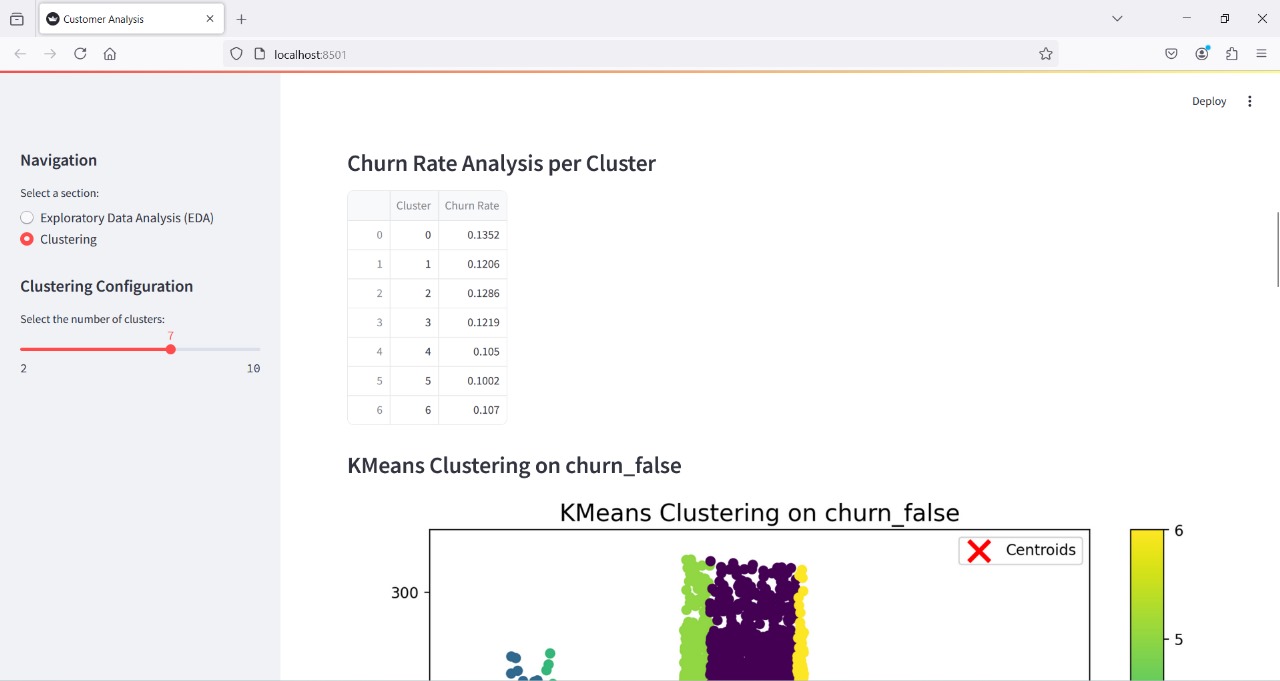 Customer Analysis
localhost:8501
Deploy
Navigation
Select a section:
Exploratory Data Analysis (EDA)
Clustering
Clustering Configuration
Select the number of clusters:
7
2 10
Churn Rate Analysis per Cluster
Cluster Churn Rate
0 0 0.1352
1 1 0.1206
2 2 0.1286
3 3 0.1219
4 4 0.105
5 5 0.1002
6 6 0.107
KMeans Clustering on churn_false
KMeans Clustering on churn_false
Centroids
300
6
5